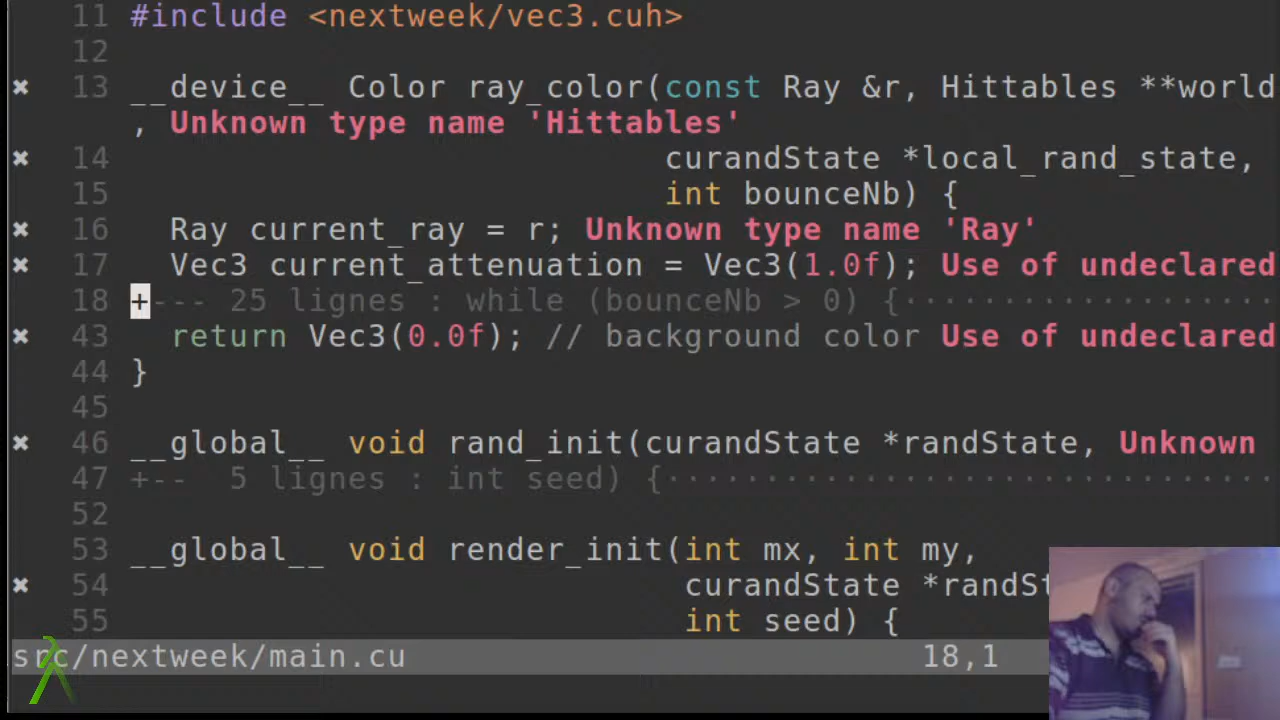 11 #include <nextweek/vec3.cuh>
12
✖ 13 __device__ Color ray_color(const Ray &r, Hittables **world
, Unknown type name 'Hittables'
✖ 14 curandState *local_rand_state,
15 int bounceNb) {
✖ 16 Ray current_ray = r; Unknown type name 'Ray'
✖ 17 Vec3 current_attenuation = Vec3(1.0f); Use of undeclared
18 +--- 25 lignes : while (bounceNb > 0) {·····················
✖ 43 return Vec3(0.0f); // background color Use of undeclared
44 }
45
✖ 46 __global__ void rand_init(curandState *randState, Unknown
47 +-- 5 lignes : int seed) {·······························
52
53 __global__ void render_init(int mx, int my,
✖ 54 curandState *randSt
55 int seed) {
src/nextweek/main.cu 18,1